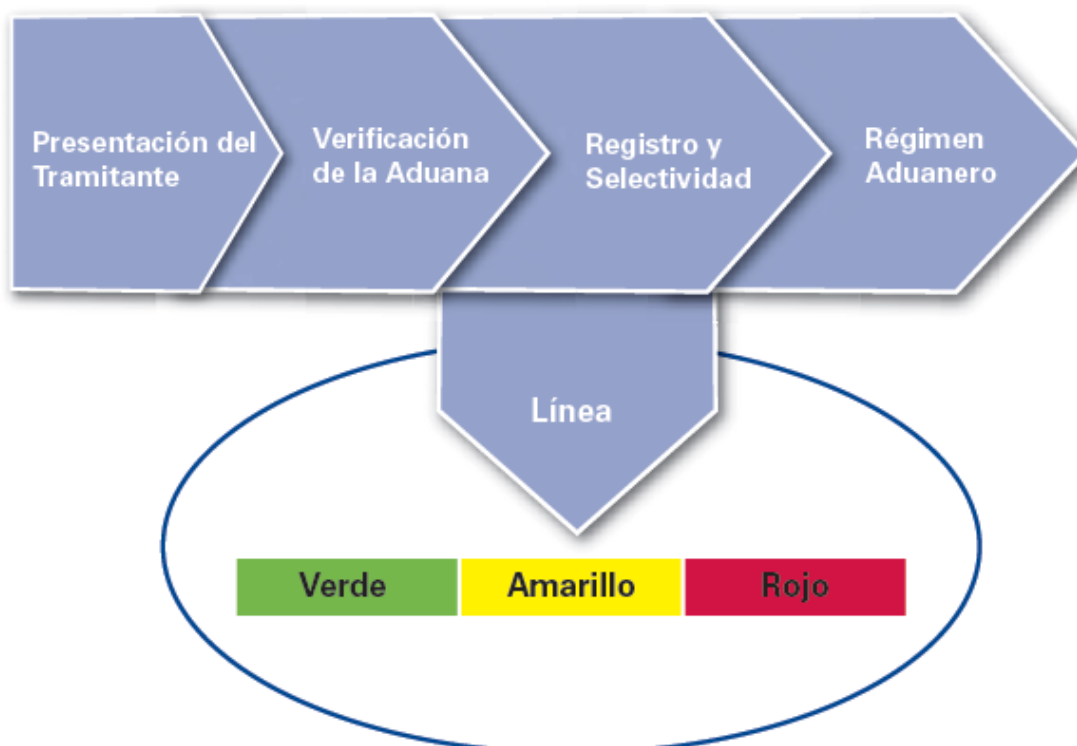 Presentación del
Tramitante
Verificación
de la Aduana
Registro y
Selectividad
Régimen
Aduanero
Línea
Verde
Amarillo
Rojo